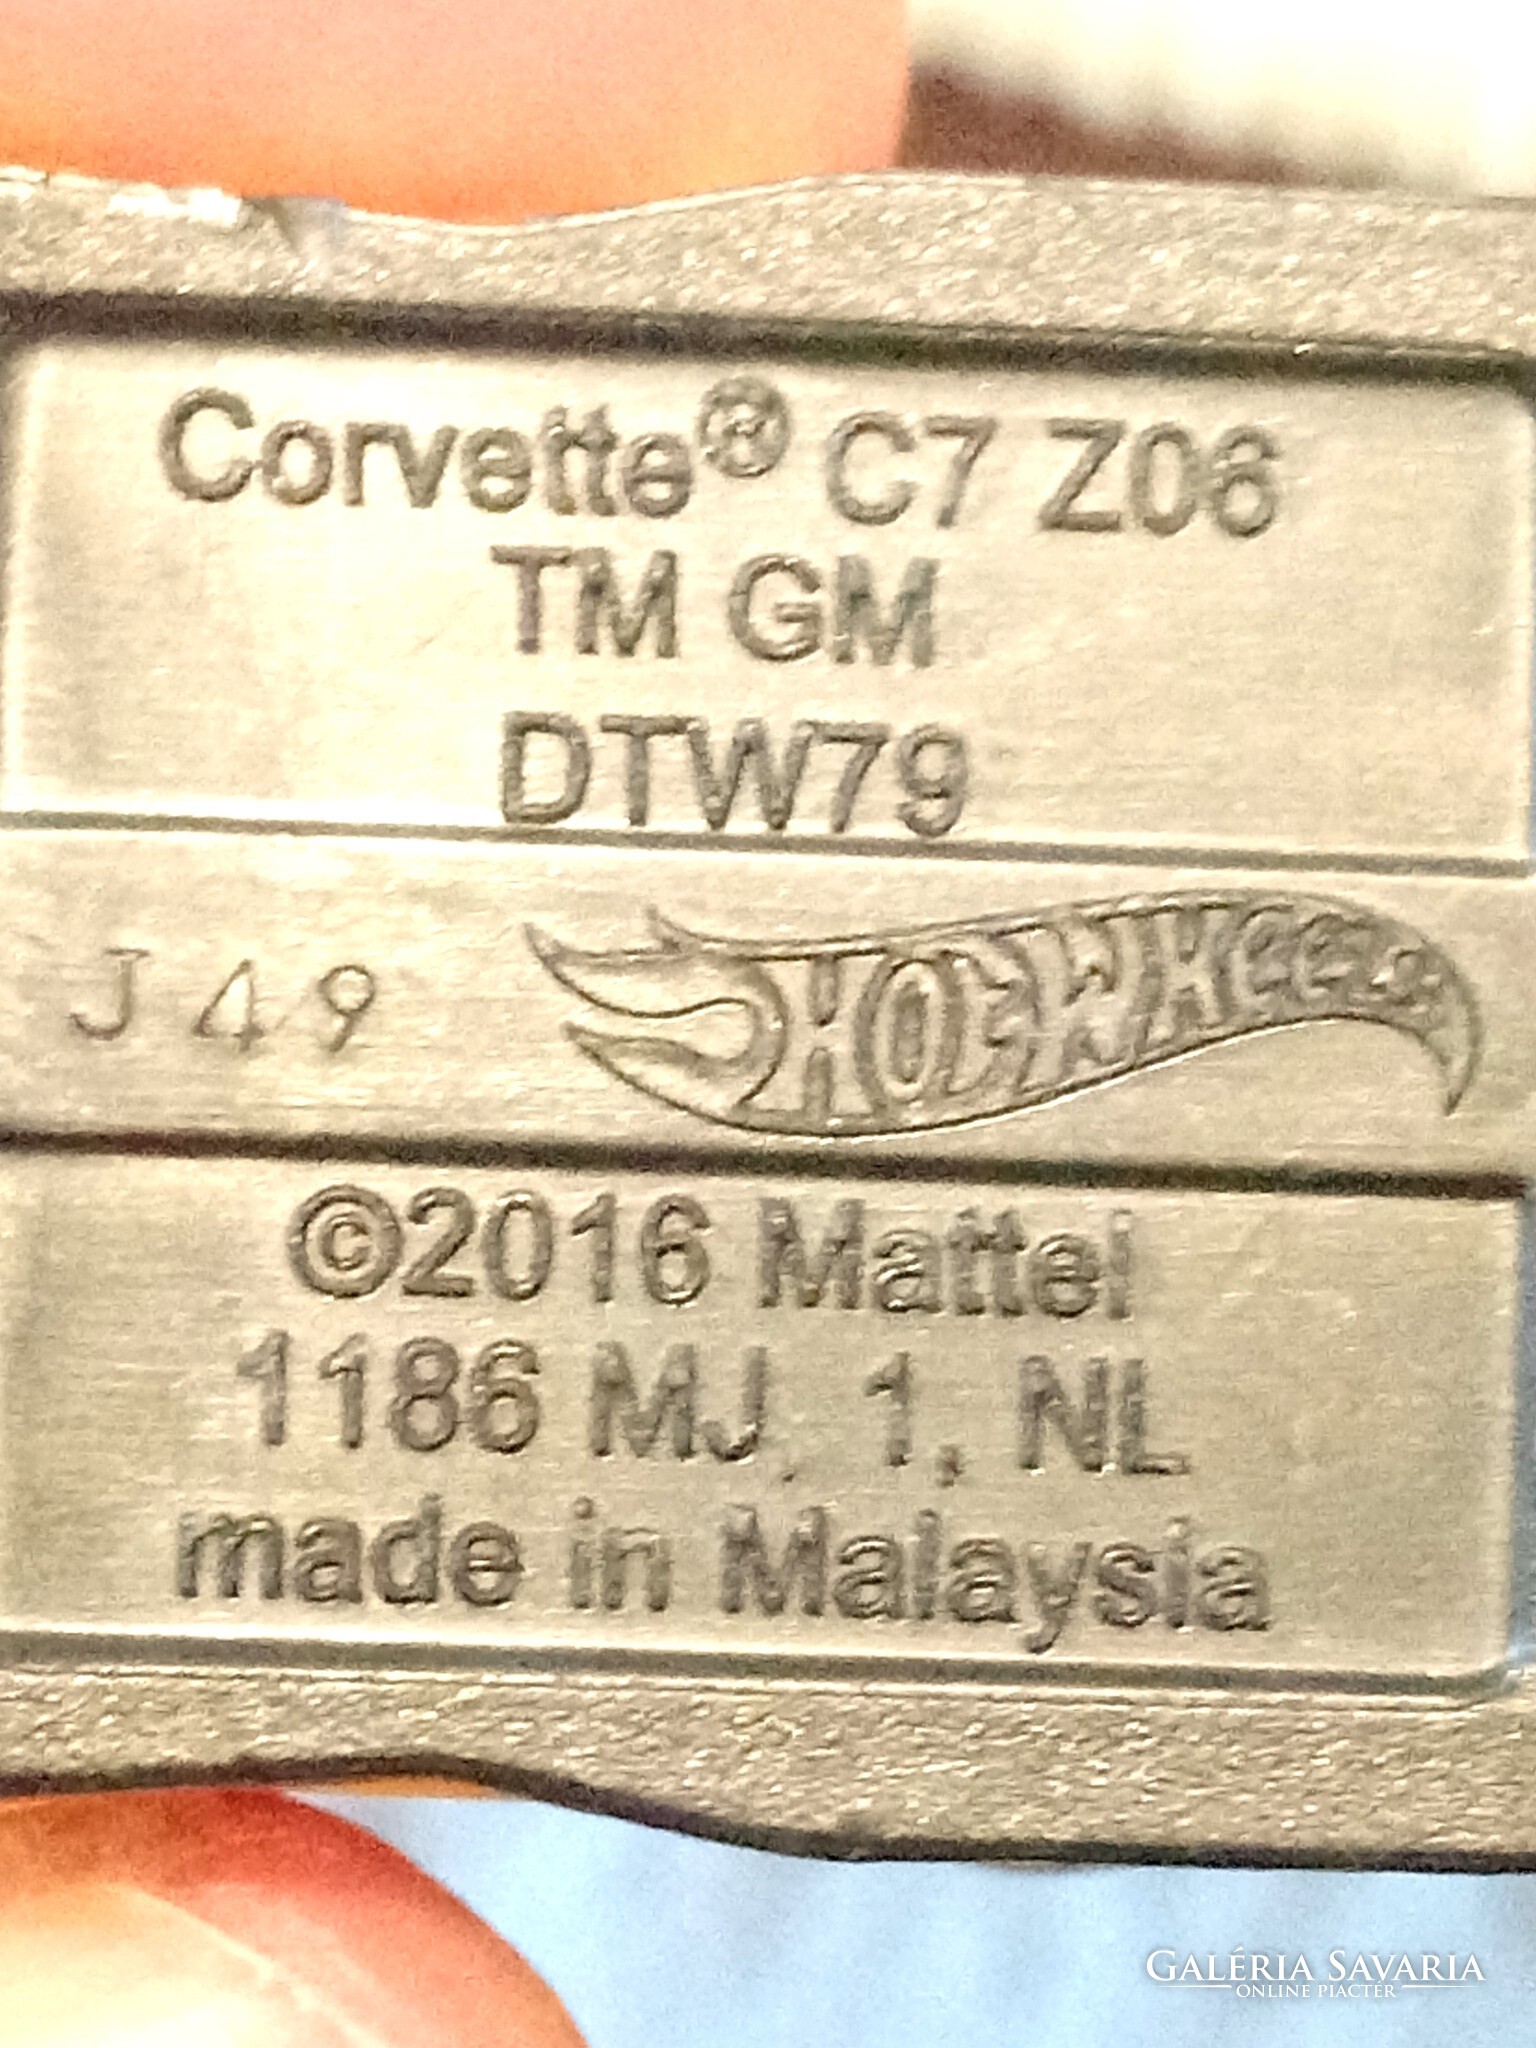 Corvette® C7 Z06
TM GM
DTW79
J49
HOT WHEELS
©2016 Mattel
1186 MJ, 1, NL
made in Malaysia
GALÉRIA SAVARIA
ONLINE PIACTÉR